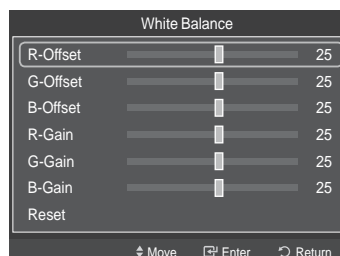 White Balance
R-Offset 25
G-Offset 25
B-Offset 25
R-Gain 25
G-Gain 25
B-Gain 25
Reset
Move Enter Return